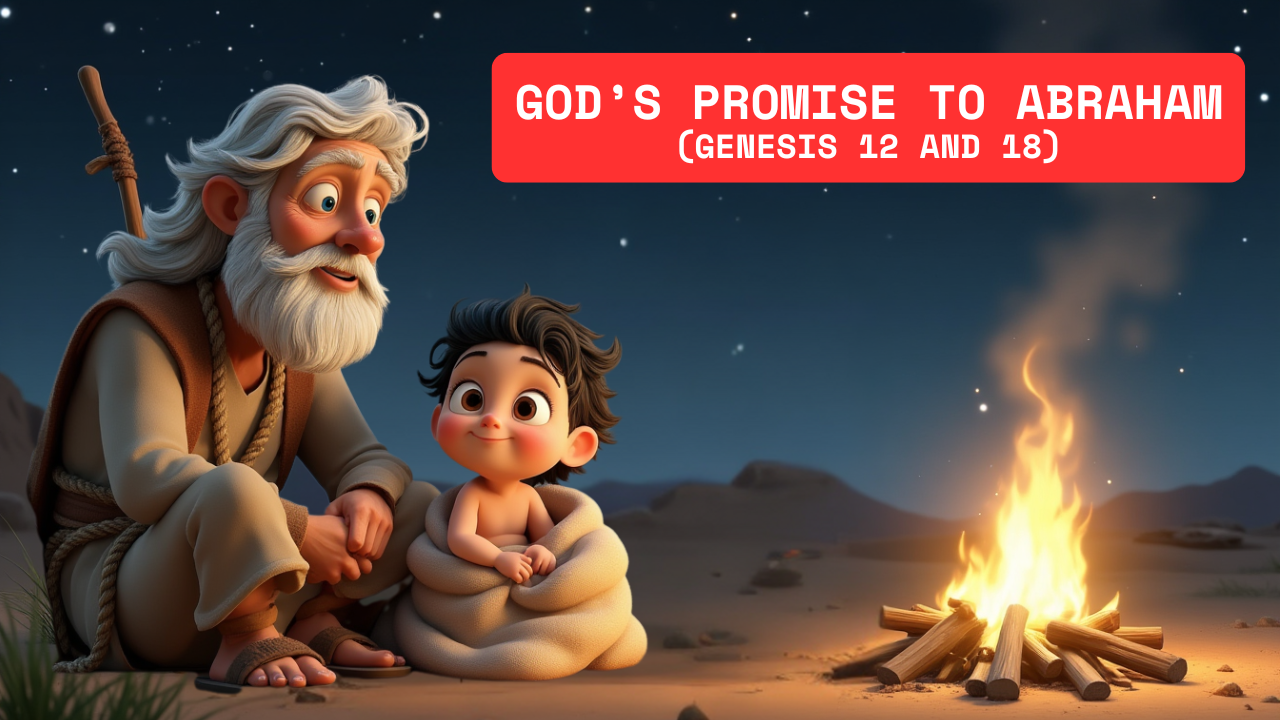 GOD'S PROMISE TO ABRAHAM
(GENESIS 12 AND 18)